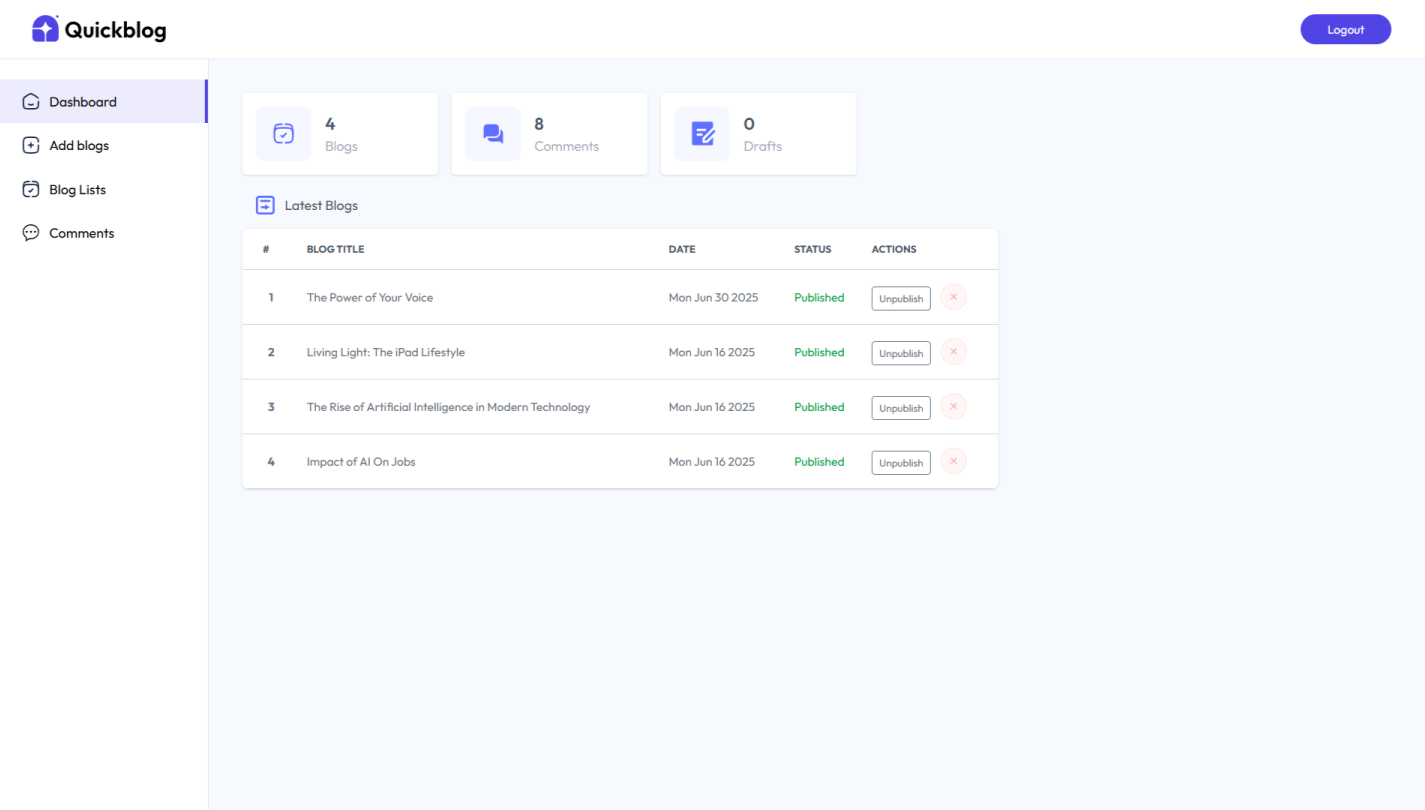 Quickblog
Logout
Dashboard
Add blogs
Blog Lists
Comments
4
Blogs
8
Comments
0
Drafts
Latest Blogs
# BLOG TITLE DATE STATUS ACTIONS
1 The Power of Your Voice Mon Jun 30 2025 Published Unpublish
2 Living Light: The iPad Lifestyle Mon Jun 16 2025 Published Unpublish
3 The Rise of Artificial Intelligence in Modern Technology Mon Jun 16 2025 Published Unpublish
4 Impact of AI On Jobs Mon Jun 16 2025 Published Unpublish